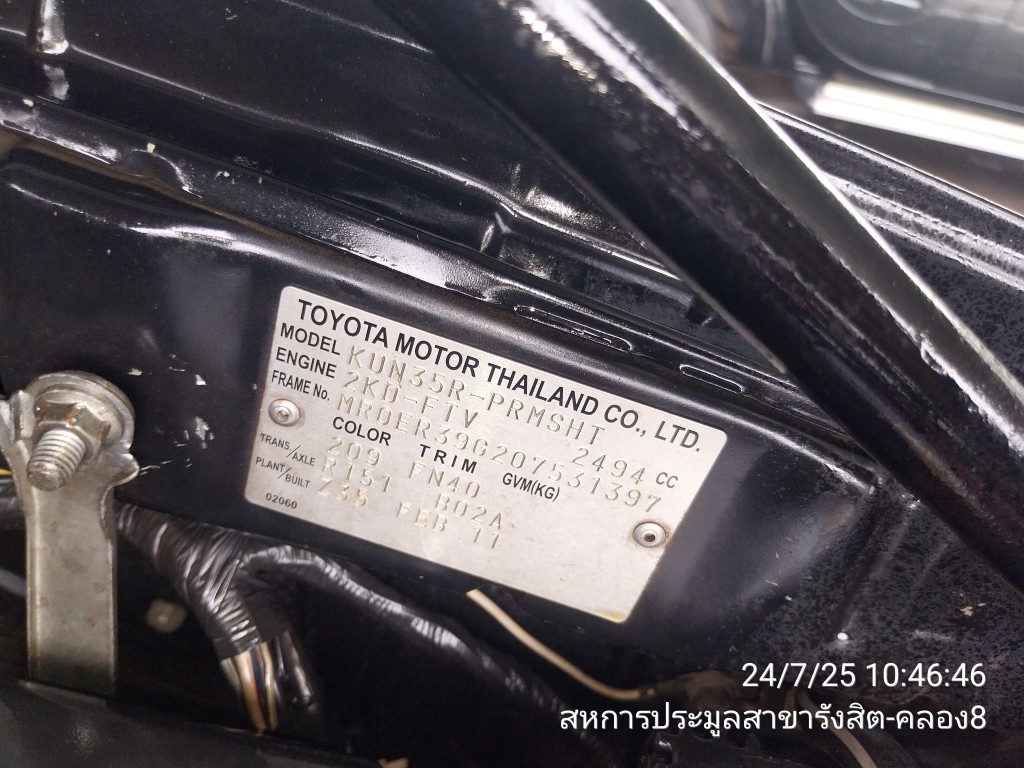 TOYOTA MOTOR THAILAND CO., LTD.
MODEL KUN35R-PRMSHT
ENGINE 2KD-FTV 2494 CC
FRAME No. MR0ER39G207531397
COLOR TRIM GVM(KG)
209 FN40
TRANS/AXLE R151 B02A
PLANT/BUILT Z35 FEB 11
02060
24/7/25 10:46:46
สหการประมูลสาขารังสิต-คลอง8